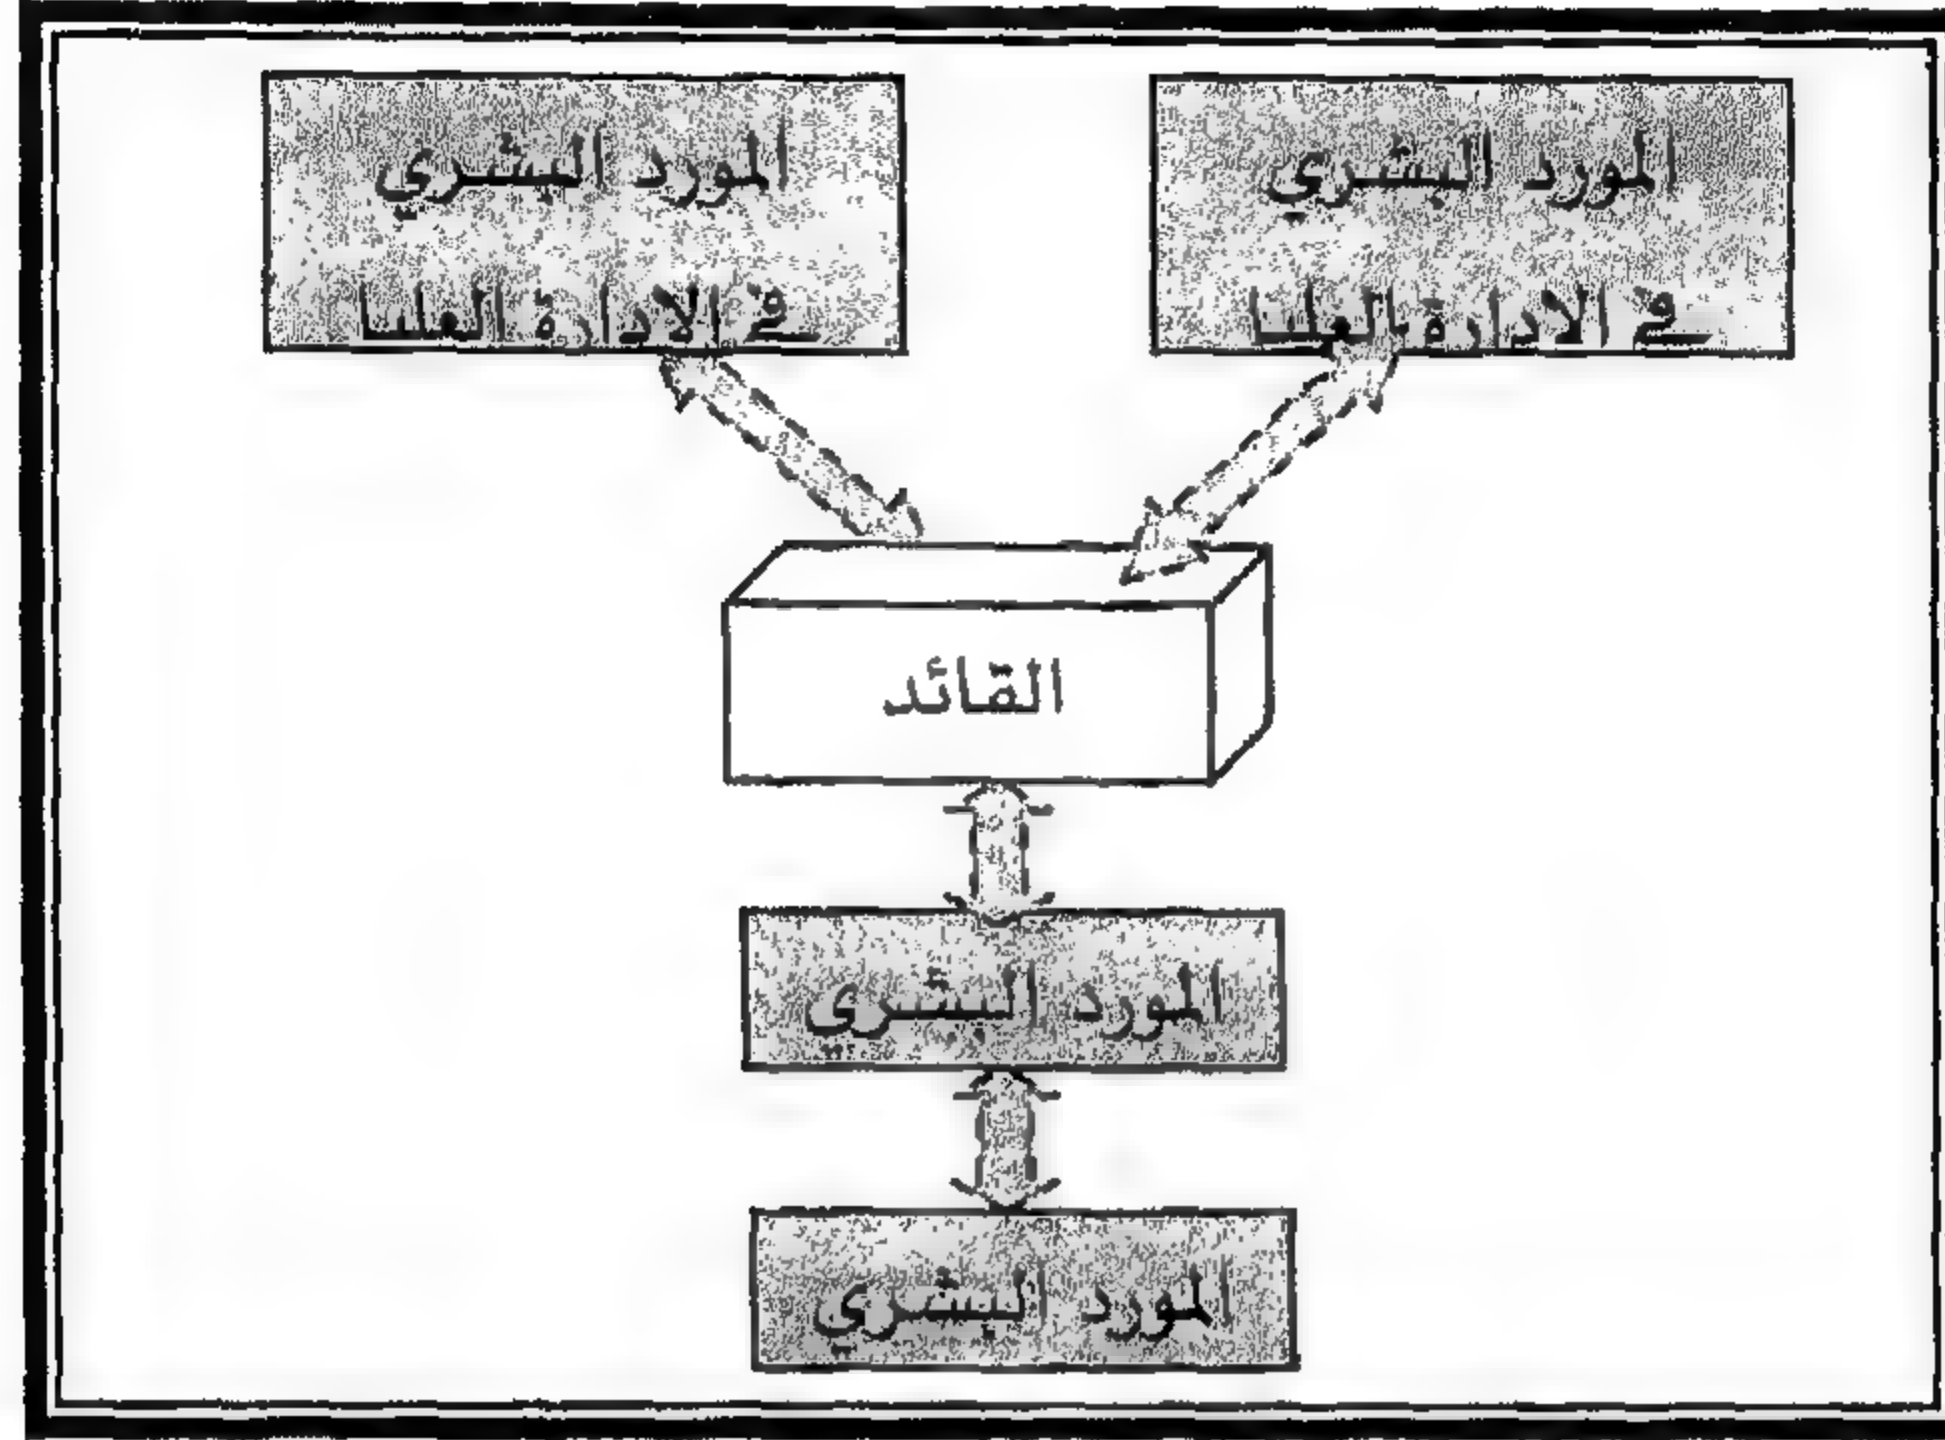 المورد البشري
في الادارة العليا
المورد البشري
في الادارة العليا
القائد
المورد البشري
المورد البشري